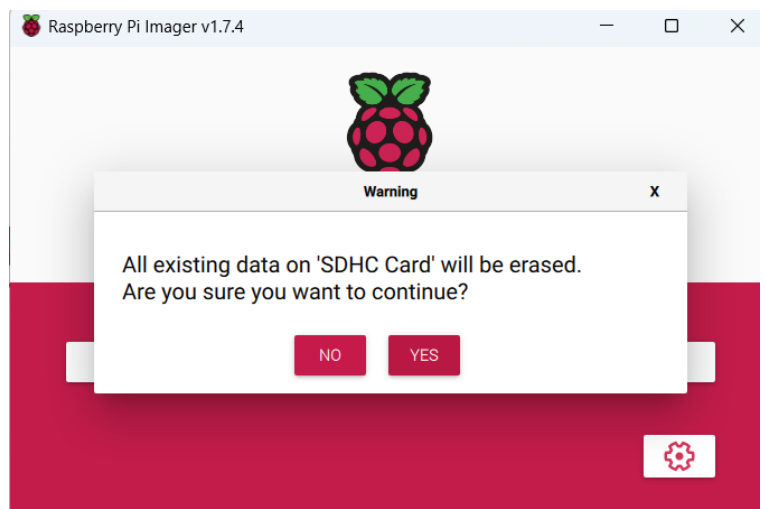 Raspberry Pi Imager v1.7.4
Warning
X
All existing data on 'SDHC Card' will be erased.
Are you sure you want to continue?
NO
YES